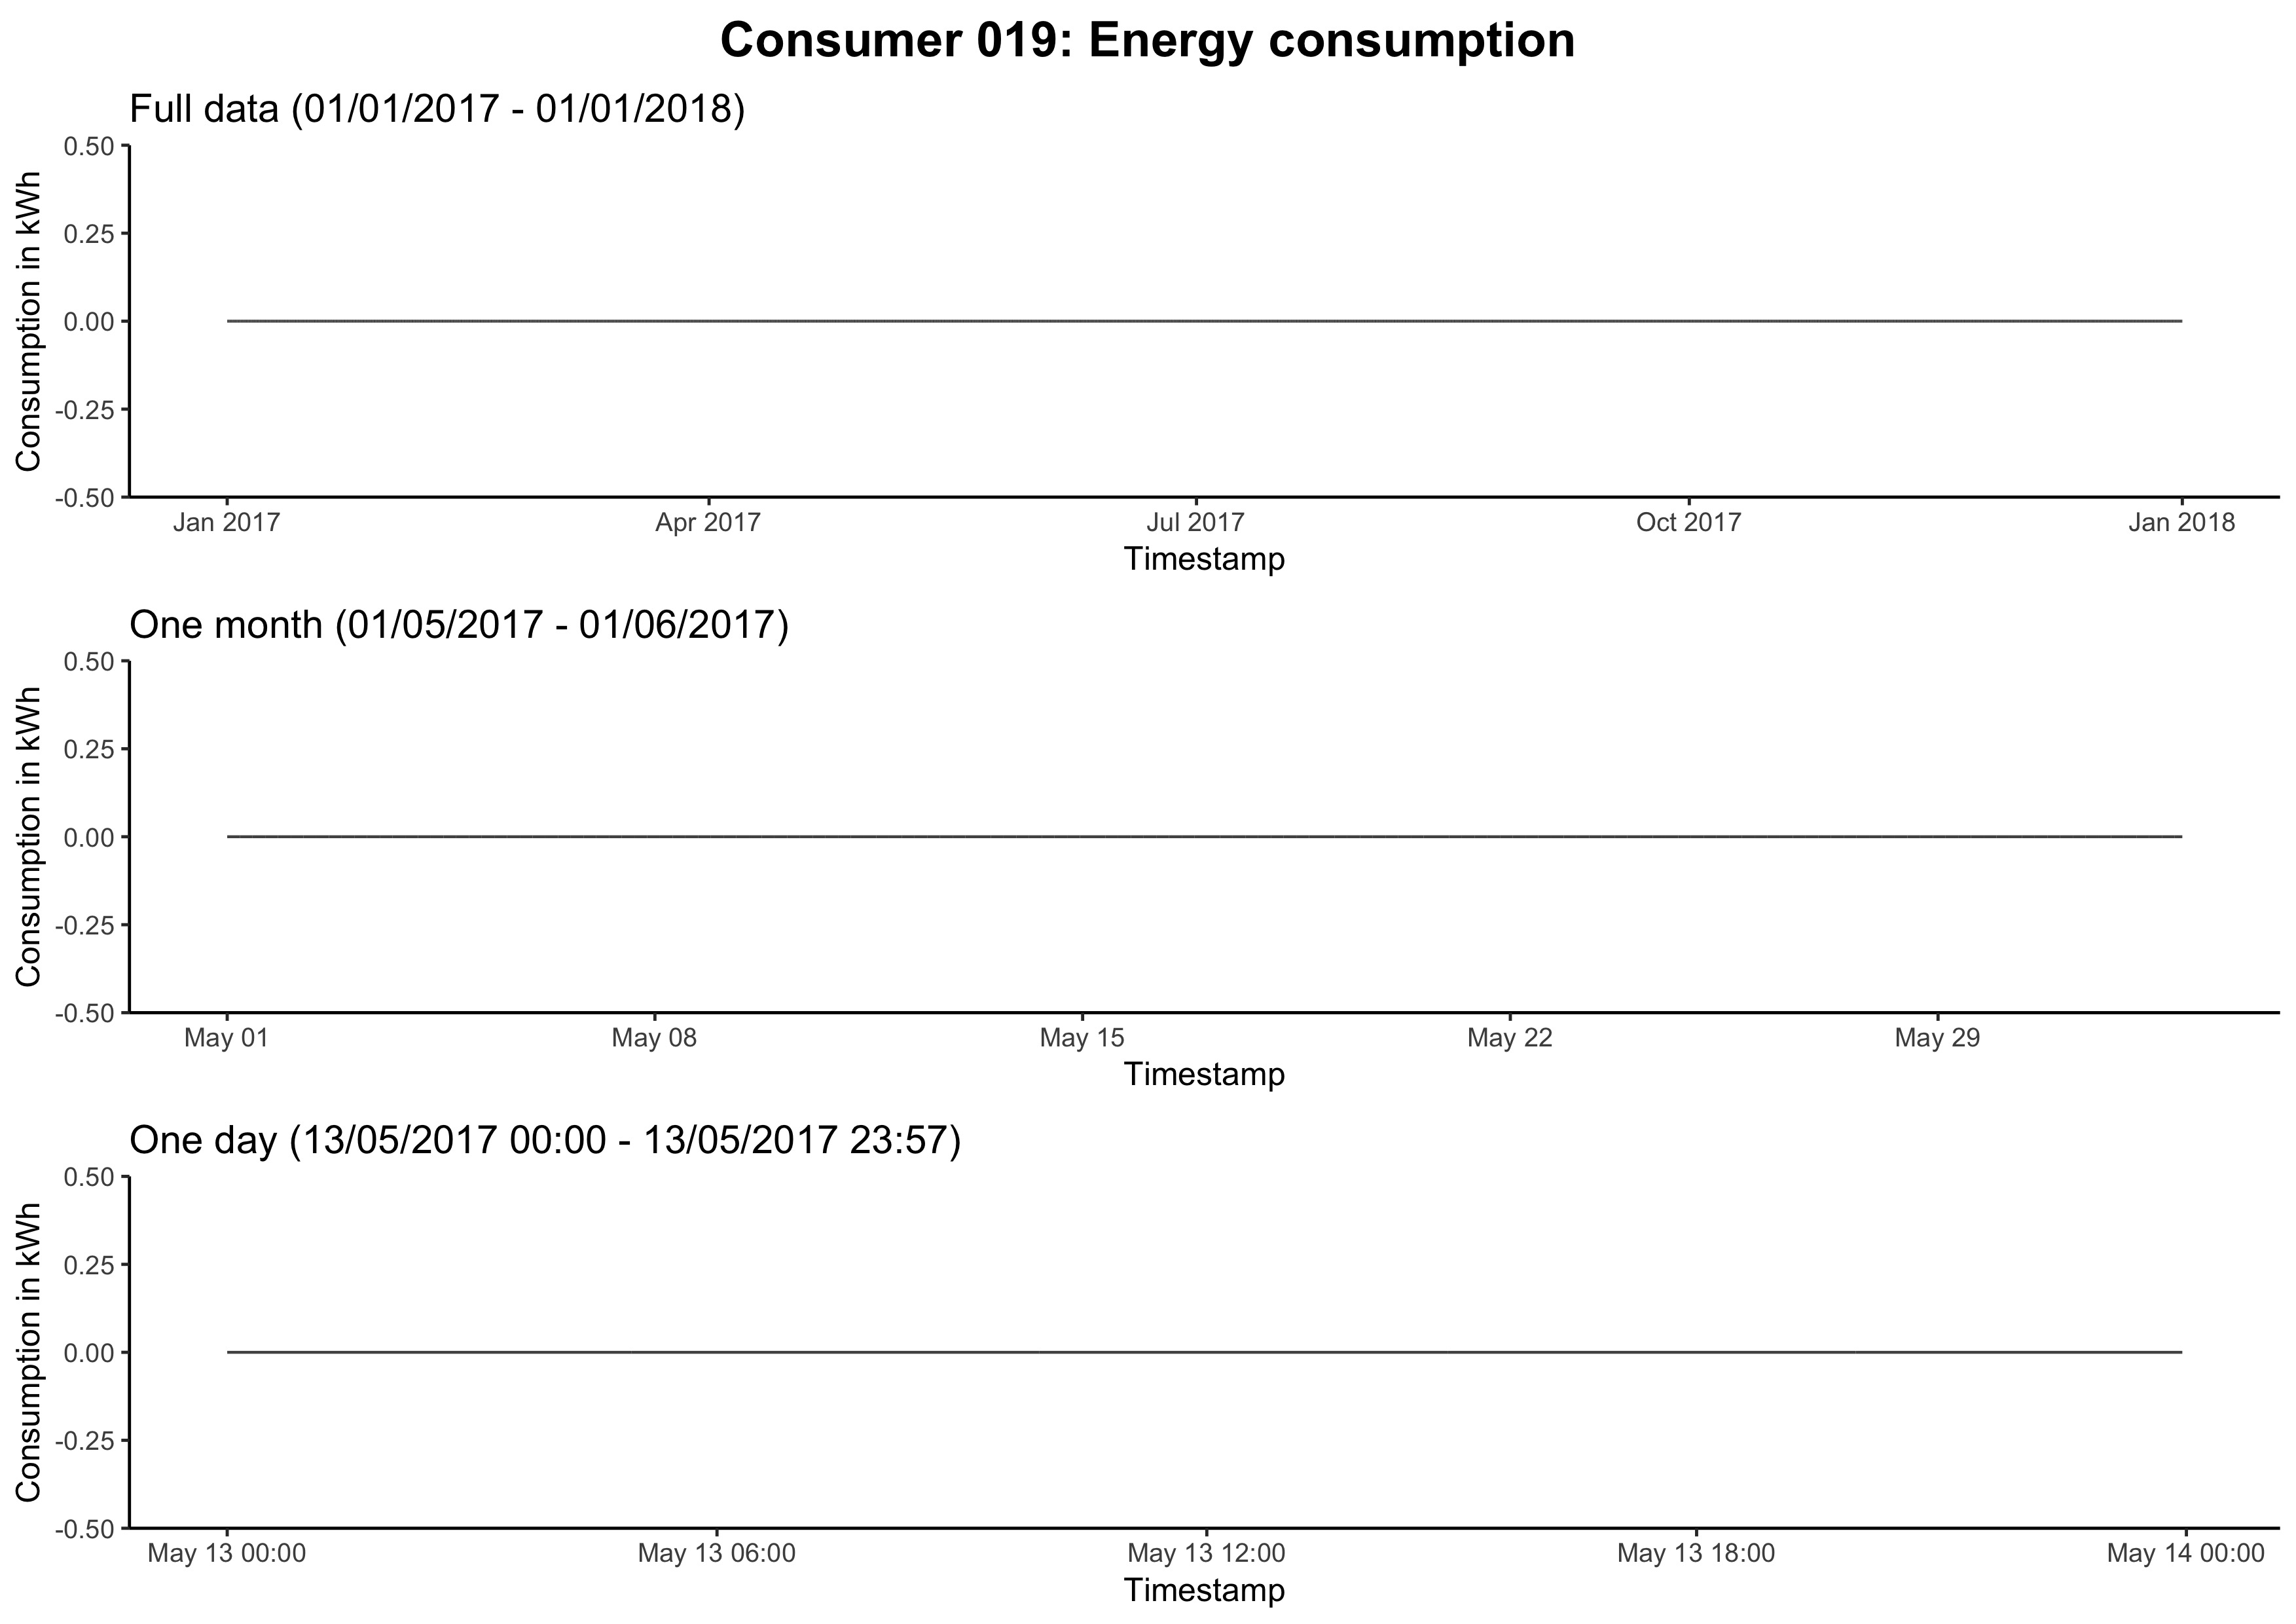 Consumer 019: Energy consumption
Full data (01/01/2017 - 01/01/2018)
Consumption in kWh
0.50
0.25
0.00
-0.25
-0.50
Jan 2017 Apr 2017 Jul 2017 Oct 2017 Jan 2018
Timestamp
One month (01/05/2017 - 01/06/2017)
Consumption in kWh
0.50
0.25
0.00
-0.25
-0.50
May 01 May 08 May 15 May 22 May 29
Timestamp
One day (13/05/2017 00:00 - 13/05/2017 23:57)
Consumption in kWh
0.50
0.25
0.00
-0.25
-0.50
May 13 00:00 May 13 06:00 May 13 12:00 May 13 18:00 May 14 00:00
Timestamp